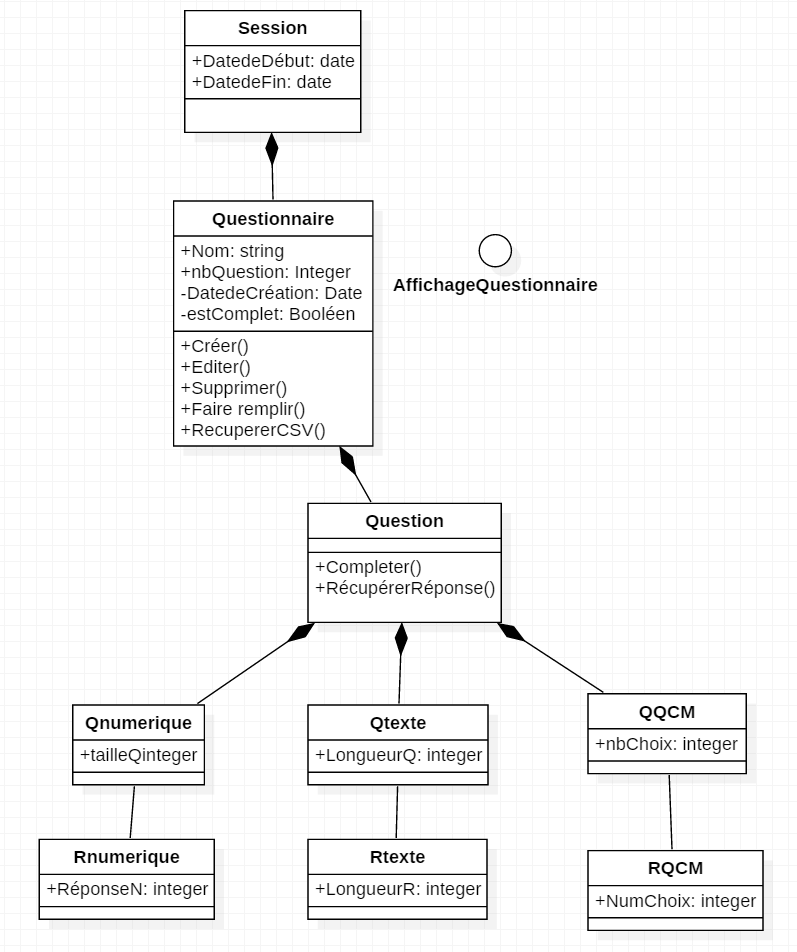 Session
+DatedeDébut: date
+DatedeFin: date
Questionnaire
+Nom: string
+nbQuestion: Integer
-DatedeCréation: Date
-estComplet: Booléen
+Créer()
+Editer()
+Supprimer()
+Faire remplir()
+RecupererCSV()
AffichageQuestionnaire
Question
+Completer()
+RécupérerRéponse()
Qnumerique
+tailleQinteger
Qtexte
+LongueurQ: integer
QQCM
+nbChoix: integer
Rnumerique
+RéponseN: integer
Rtexte
+LongueurR: integer
RQCM
+NumChoix: integer